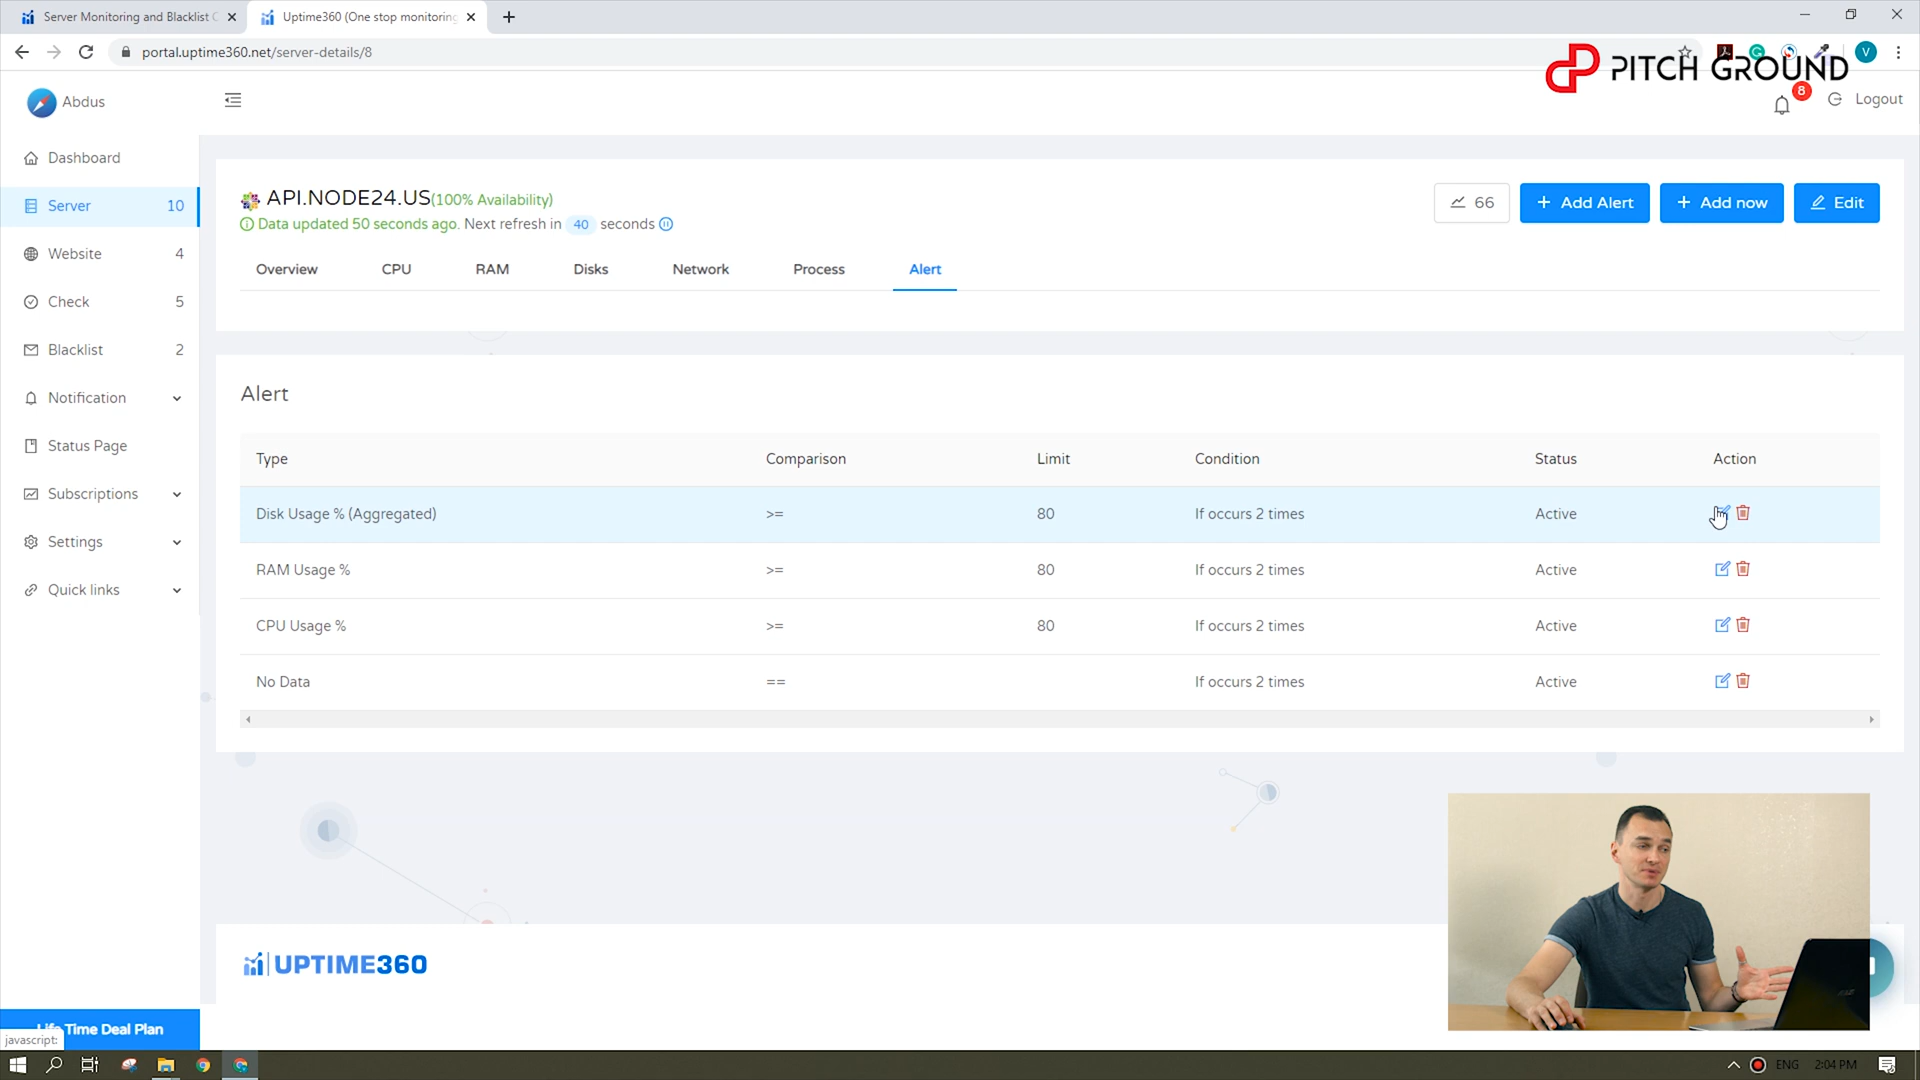 Server Monitoring and Blacklist C
Uptime360 (One stop monitoring
portal.uptime360.net/server-details/8
V
PITCH GROUND
Abdus
8
Logout
Dashboard
Server 10
Website 4
Check 5
Blacklist 2
Notification
Status Page
Subscriptions
Settings
Quick links
API.NODE24.US(100% Availability)
Data updated 50 seconds ago. Next refresh in 40 seconds
66
+ Add Alert
+ Add now
Edit
Overview CPU RAM Disks Network Process Alert
Alert
Type Comparison Limit Condition Status Action
Disk Usage % (Aggregated) >= 80 If occurs 2 times Active
RAM Usage % >= 80 If occurs 2 times Active
CPU Usage % >= 80 If occurs 2 times Active
No Data == If occurs 2 times Active
UPTIME360
Life Time Deal Plan
javascript:
ENG 2:04 PM